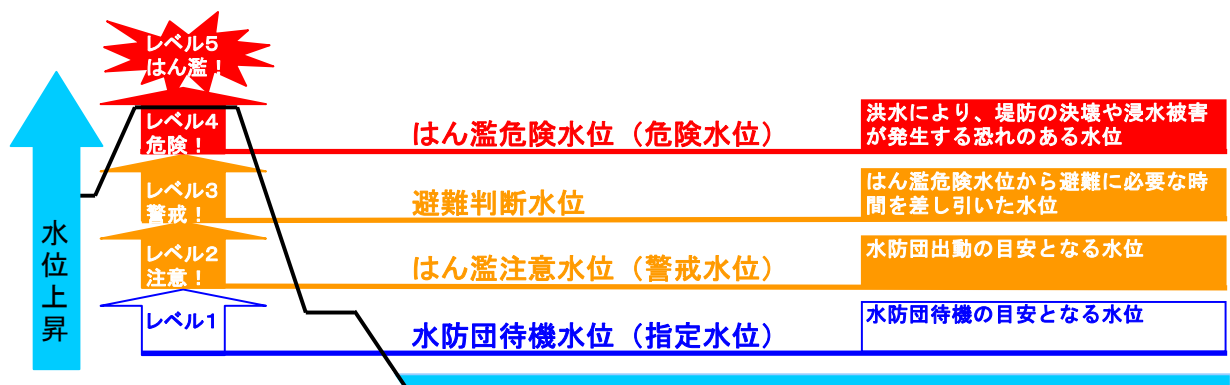 レベル５
はん濫！
レベル４
危険！
はん濫危険水位（危険水位）
洪水により、堤防の決壊や浸水被害
が発生する恐れのある水位
レベル３
警戒！
避難判断水位
はん濫危険水位から避難に必要な時
間を差し引いた水位
レベル２
注意！
はん濫注意水位（警戒水位）
水防団出動の目安となる水位
レベル１
水防団待機水位（指定水位）
水防団待機の目安となる水位
水位上昇